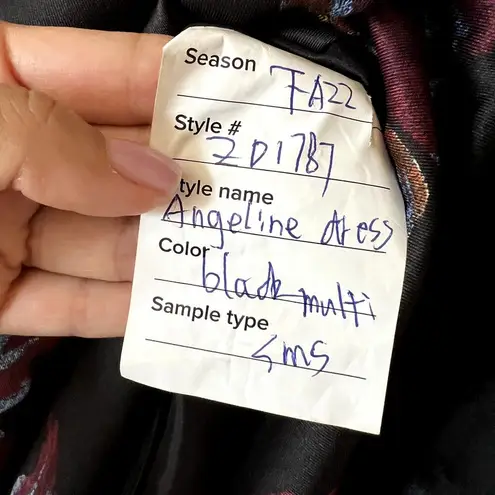 Season FA22
Style # ZD1787
tyle name
Angeline dress
Color black multi
Sample type
SMS